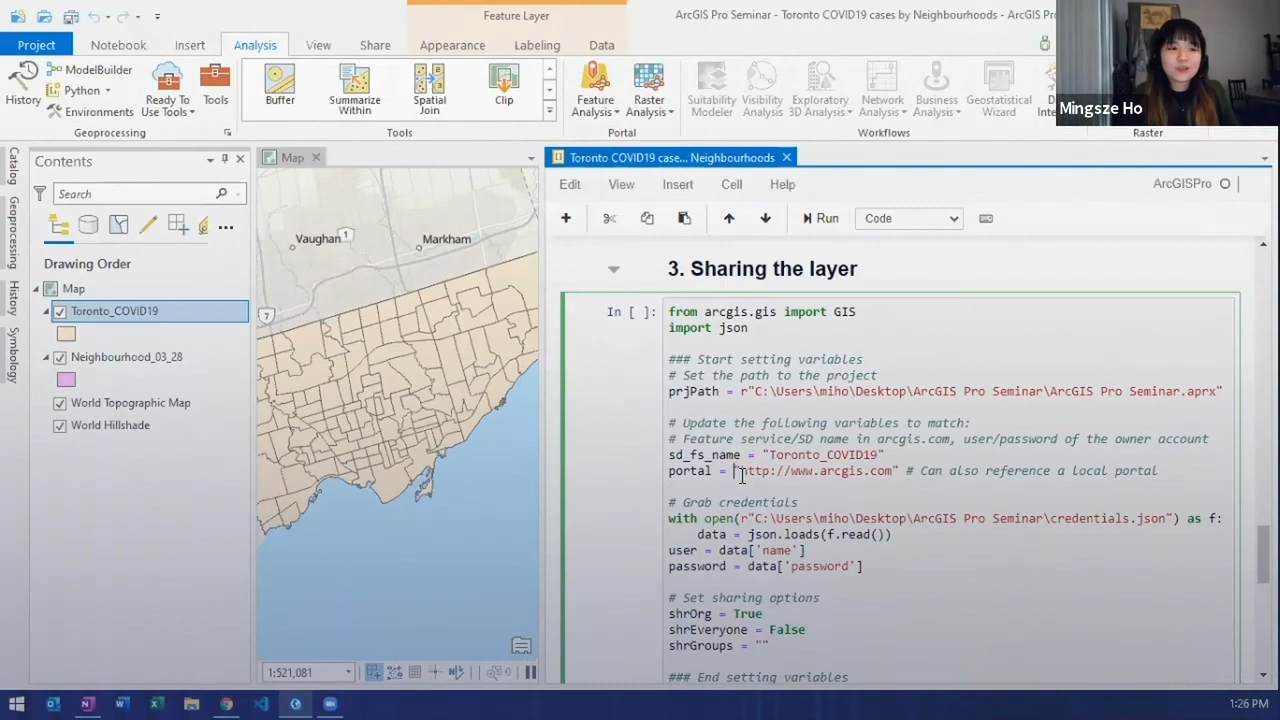 Feature Layer
ArcGIS Pro Seminar - Toronto COVID19 cases by Neighbourhoods - ArcGIS Pro
Project Notebook Insert Analysis View Share Appearance Labeling Data
History
ModelBuilder
Python
Environments
Ready To Use Tools
Tools
Buffer
Summarize Within
Spatial Join
Clip
Feature Analysis
Raster Analysis
Suitability Modeler
Visibility Analysis
Exploratory 3D Analysis
Network Analysis
Business Analysis
Geostatistical Wizard
Mingsze Ho
Geoprocessing Tools Portal Workflows Raster
Catalog
Geoprocessing
History
Symbology
Contents
Search
Drawing Order
Map
Toronto_COVID19
Neighbourhood_03_28
World Topographic Map
World Hillshade
Map
Vaughan
1
Markham
7
1:521,081
0
Toronto COVID19 case... Neighbourhoods
Edit View Insert Cell Help
ArcGISPro
Run
Code
3. Sharing the layer
In [ ]:
from arcgis.gis import GIS
import json
### Start setting variables
# Set the path to the project
prjPath = r"C:\Users\miho\Desktop\ArcGIS Pro Seminar\ArcGIS Pro Seminar.aprx"
# Update the following variables to match:
# Feature service/SD name in arcgis.com, user/password of the owner account
sd_fs_name = "Toronto_COVID19"
portal = "http://www.arcgis.com" # Can also reference a local portal
# Grab credentials
with open(r"C:\Users\miho\Desktop\ArcGIS Pro Seminar\credentials.json") as f:
data = json.loads(f.read())
user = data['name']
password = data['password']
# Set sharing options
shrOrg = True
shrEveryone = False
shrGroups = ""
### End setting variables
1:26 PM